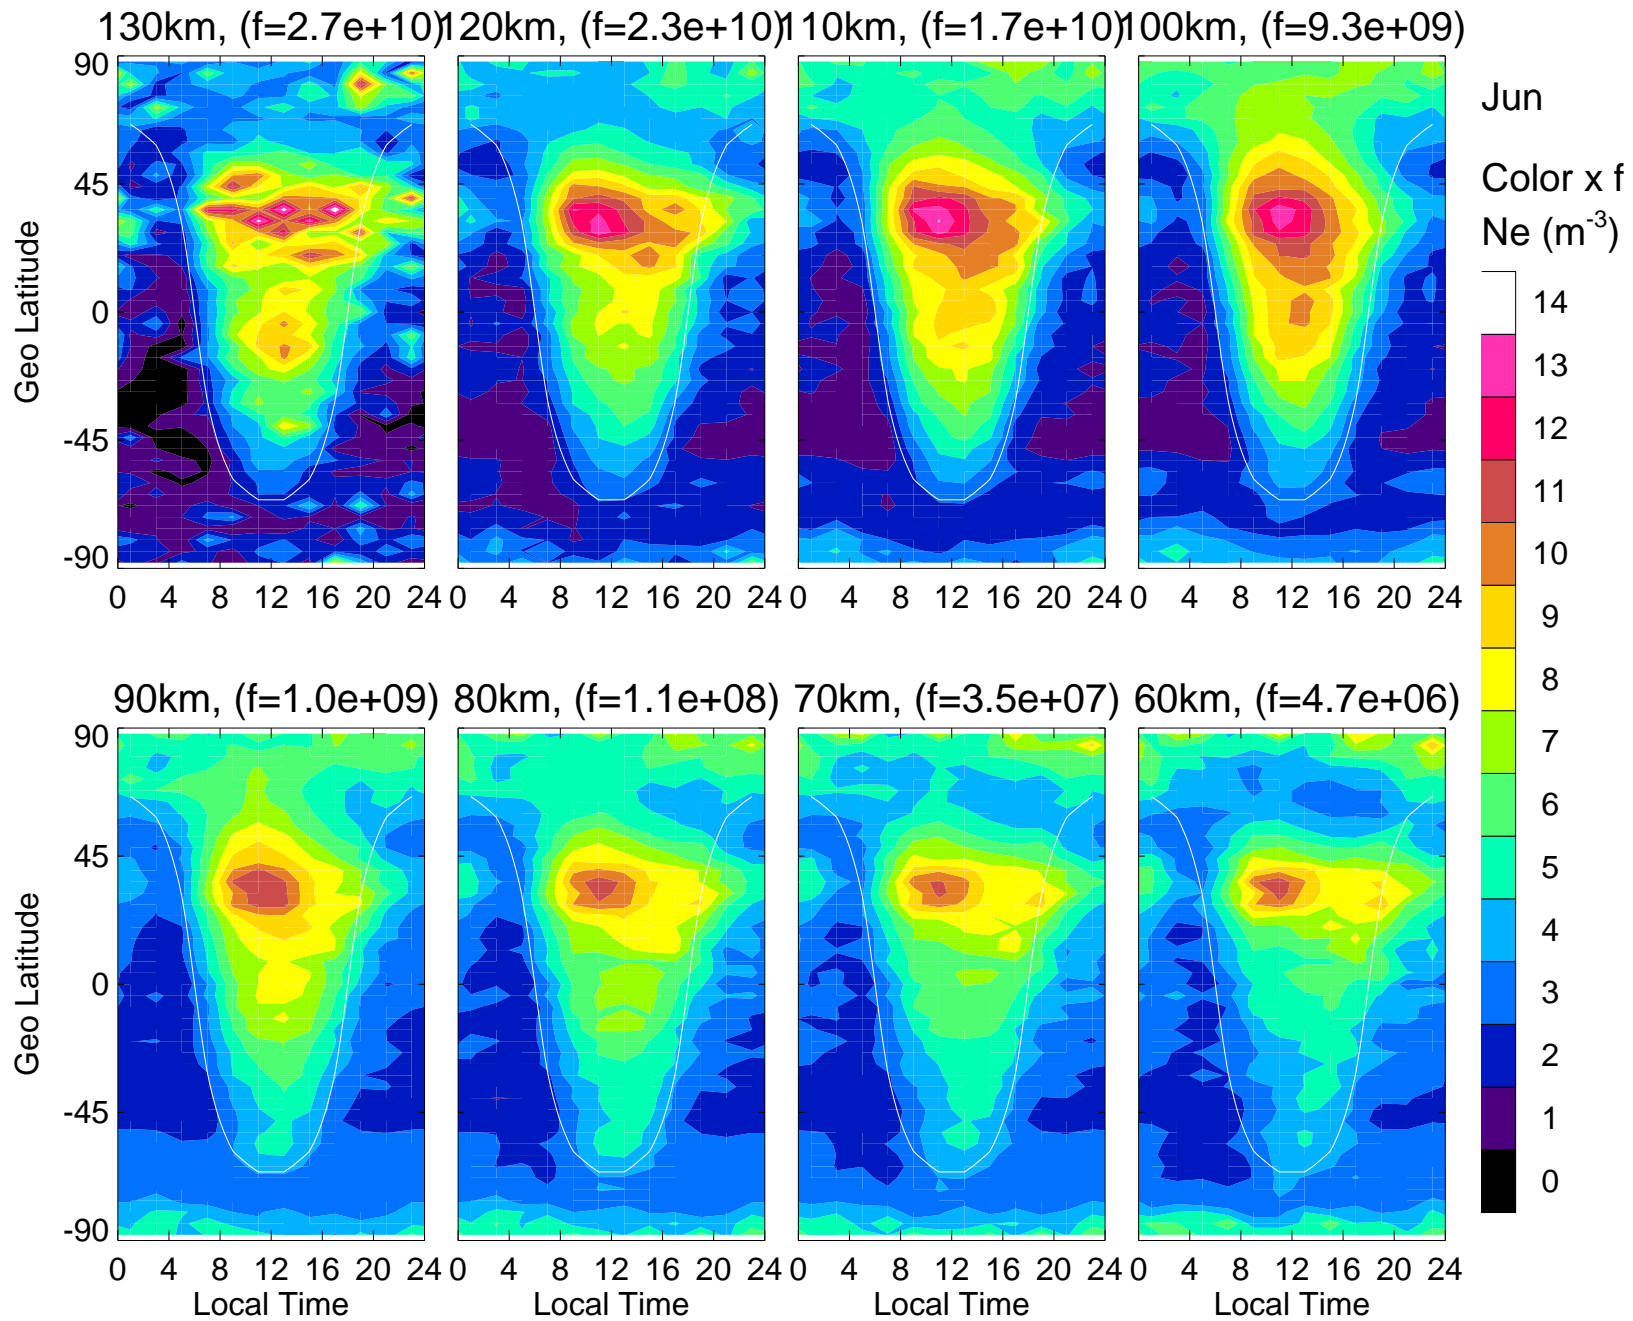 130km, (f=2.7e+10)
120km, (f=2.3e+10)
110km, (f=1.7e+10)
100km, (f=9.3e+09)
90
45
0
-45
-90
Geo Latitude
0 4 8 12 16 20 24
0 4 8 12 16 20 24
0 4 8 12 16 20 24
0 4 8 12 16 20 24
Jun
Color x f
Ne (m-3)
14
13
12
11
10
9
8
7
6
5
4
3
2
1
0
90km, (f=1.0e+09)
80km, (f=1.1e+08)
70km, (f=3.5e+07)
60km, (f=4.7e+06)
90
45
0
-45
-90
Geo Latitude
0 4 8 12 16 20 24
0 4 8 12 16 20 24
0 4 8 12 16 20 24
0 4 8 12 16 20 24
Local Time
Local Time
Local Time
Local Time